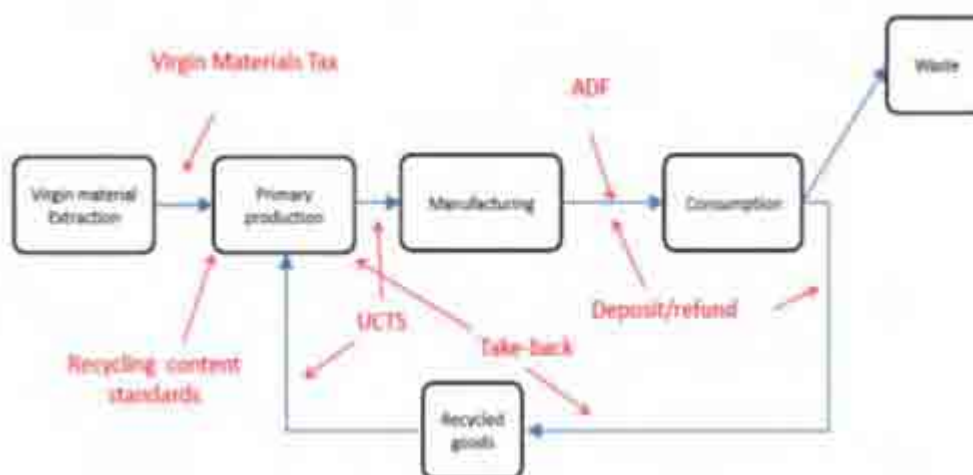 Virgin Materials Tax
ADF
Waste
Virgin material
Extraction
Primary
production
Manufacturing
Consumption
Deposit/refund
UCTS
Take-back
Recycling content
standards
Recycled
goods